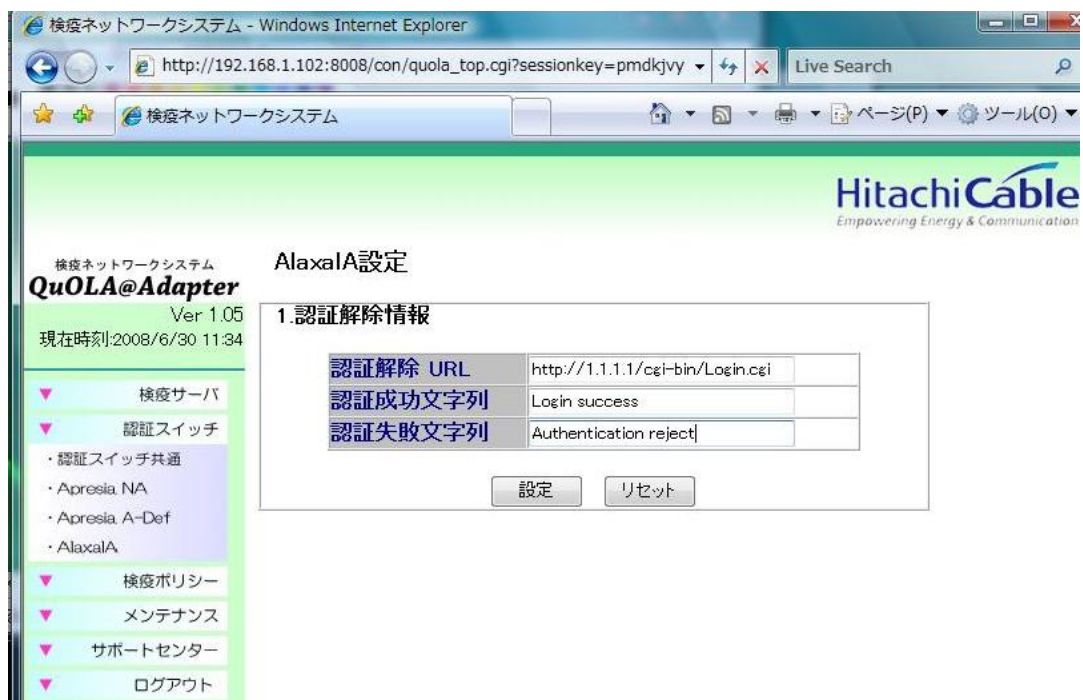 検疫ネットワークシステム - Windows Internet Explorer
http://192.168.1.102:8008/con/quola_top.cgi?sessionkey=pmdkjvy
Live Search
検疫ネットワークシステム
ページ(P)
ツール(O)
HitachiCable
Empowering Energy & Communication
検疫ネットワークシステム
QuOLA@Adapter
Ver 1.05
現在時刻:2008/6/30 11:34
検疫サーバ
認証スイッチ
・認証スイッチ共通
・Apresia NA
・Apresia A-Def
・AlaxalA
検疫ポリシー
メンテナンス
サポートセンター
ログアウト
AlaxalA設定
1.認証解除情報
認証解除 URL http://1.1.1.1/cgi-bin/Login.cgi
認証成功文字列 Login success
認証失敗文字列 Authentication reject
設定 リセット